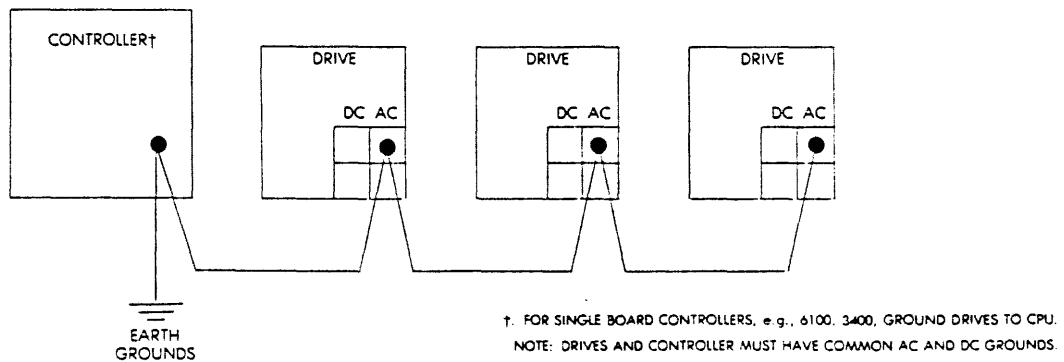 CONTROLLER†
DRIVE
DC AC
DRIVE
DC AC
DRIVE
DC AC
EARTH
GROUNDS
†. FOR SINGLE BOARD CONTROLLERS, e.g., 6100. 3400, GROUND DRIVES TO CPU.
NOTE: DRIVES AND CONTROLLER MUST HAVE COMMON AC AND DC GROUNDS.